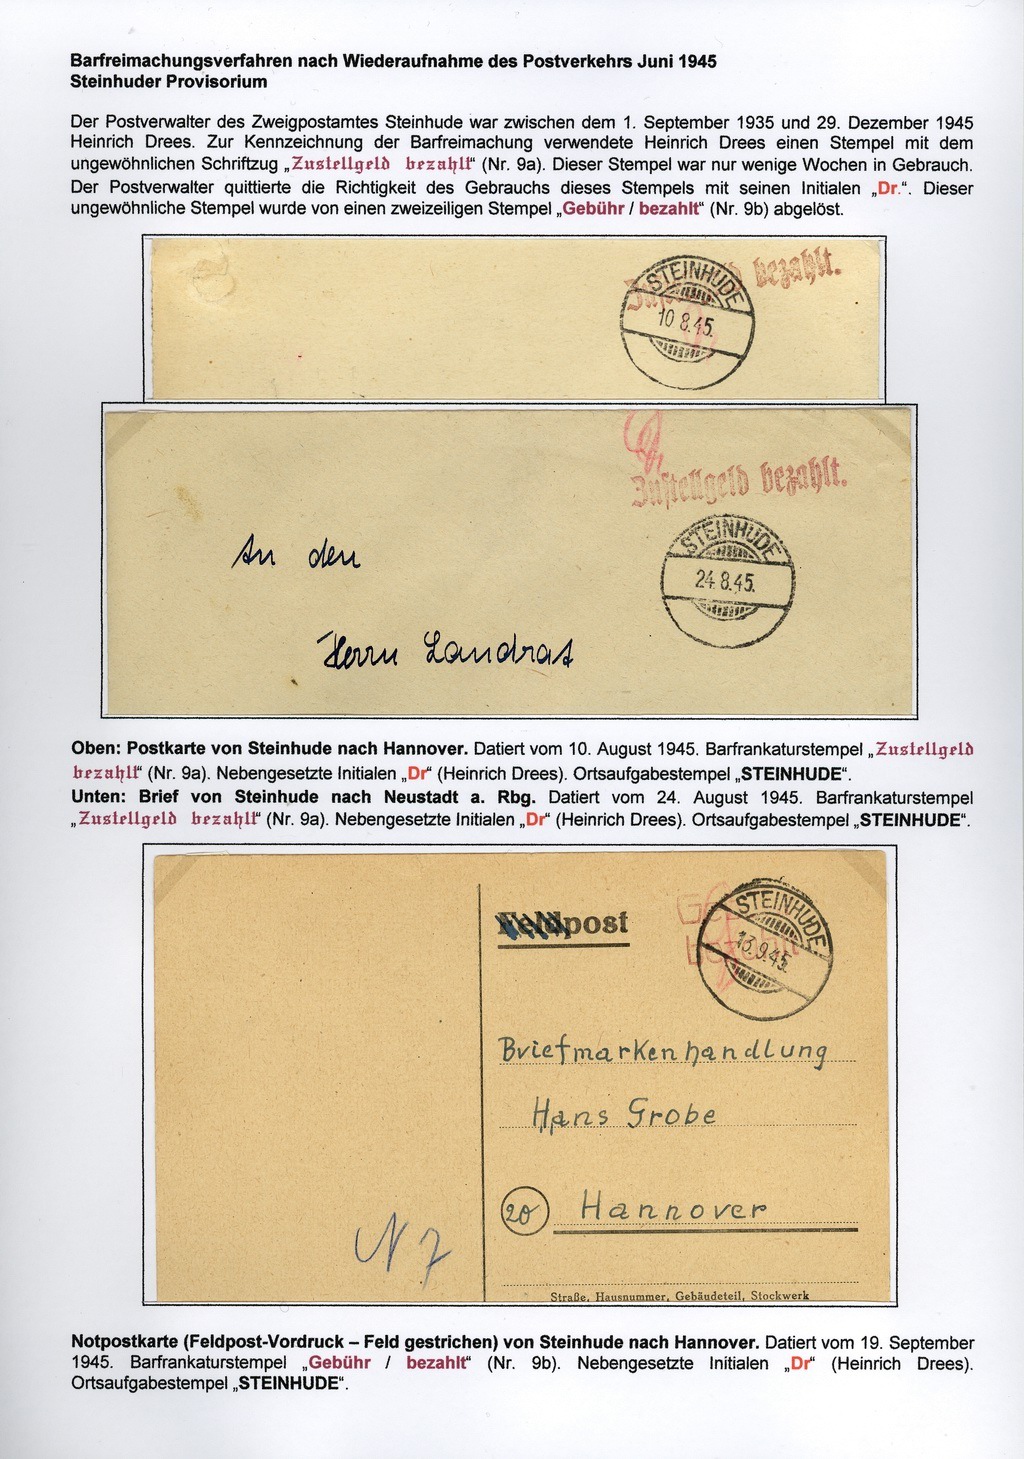 Barfreimachungsverfahren nach Wiederaufnahme des Postverkehrs Juni 1945
Steinhuder Provisorium
Der Postverwalter des Zweigpostamtes Steinhude war zwischen dem 1. September 1935 und 29. Dezember 1945
Heinrich Drees. Zur Kennzeichnung der Barfreimachung verwendete Heinrich Drees einen Stempel mit dem
ungewöhnlichen Schriftzug „Zustellgeld bezahlt“ (Nr. 9a). Dieser Stempel war nur wenige Wochen in Gebrauch.
Der Postverwalter quittierte die Richtigkeit des Gebrauchs dieses Stempels mit seinen Initialen „Dr.“. Dieser
ungewöhnliche Stempel wurde von einen zweizeiligen Stempel „Gebühr / bezahlt“ (Nr. 9b) abgelöst.
bezahlt.
STEINHUDE
10 8.45.
Zustellgeld bezahlt.
STEINHUDE
24.8.45.
An den
Herrn Landrat
Oben: Postkarte von Steinhude nach Hannover. Datiert vom 10. August 1945. Barfrankaturstempel „Zustellgeld
bezahlt“ (Nr. 9a). Nebengesetzte Initialen „Dr“ (Heinrich Drees). Ortsaufgabestempel „STEINHUDE“.
Unten: Brief von Steinhude nach Neustadt a. Rbg. Datiert vom 24. August 1945. Barfrankaturstempel
„Zustellgeld bezahlt“ (Nr. 9a). Nebengesetzte Initialen „Dr“ (Heinrich Drees). Ortsaufgabestempel „STEINHUDE“.
Feldpost
STEINHUDE
13.9.45.
Briefmarkenhandlung
Hans Grobe
20 Hannover
N 7
Straße, Hausnummer, Gebäudeteil, Stockwerk
Notpostkarte (Feldpost-Vordruck – Feld gestrichen) von Steinhude nach Hannover. Datiert vom 19. September
1945. Barfrankaturstempel „Gebühr / bezahlt“ (Nr. 9b). Nebengesetzte Initialen „Dr“ (Heinrich Drees).
Ortsaufgabestempel „STEINHUDE“.